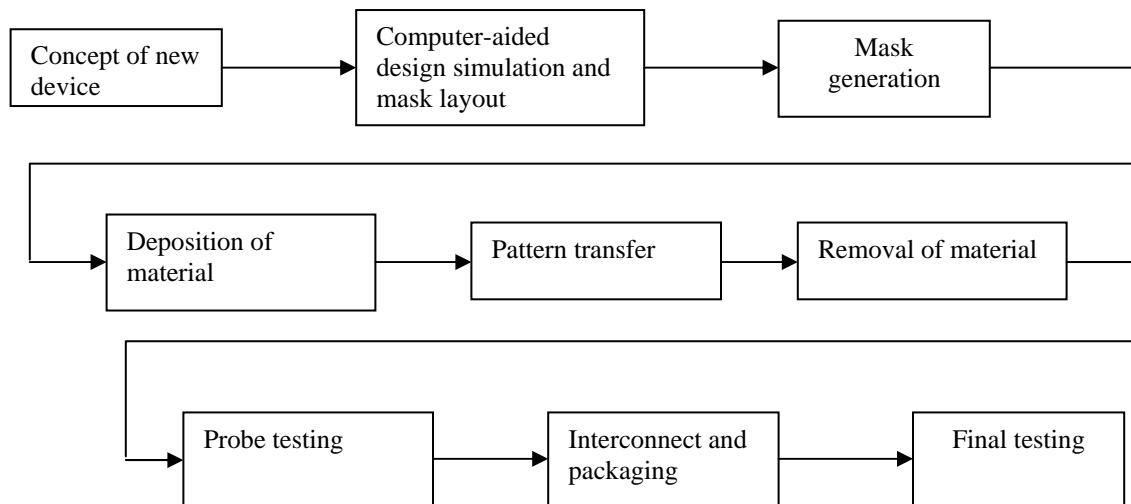 Concept of new
device
Computer-aided
design simulation and
mask layout
Mask
generation
Deposition of
material
Pattern transfer
Removal of material
Probe testing
Interconnect and
packaging
Final testing